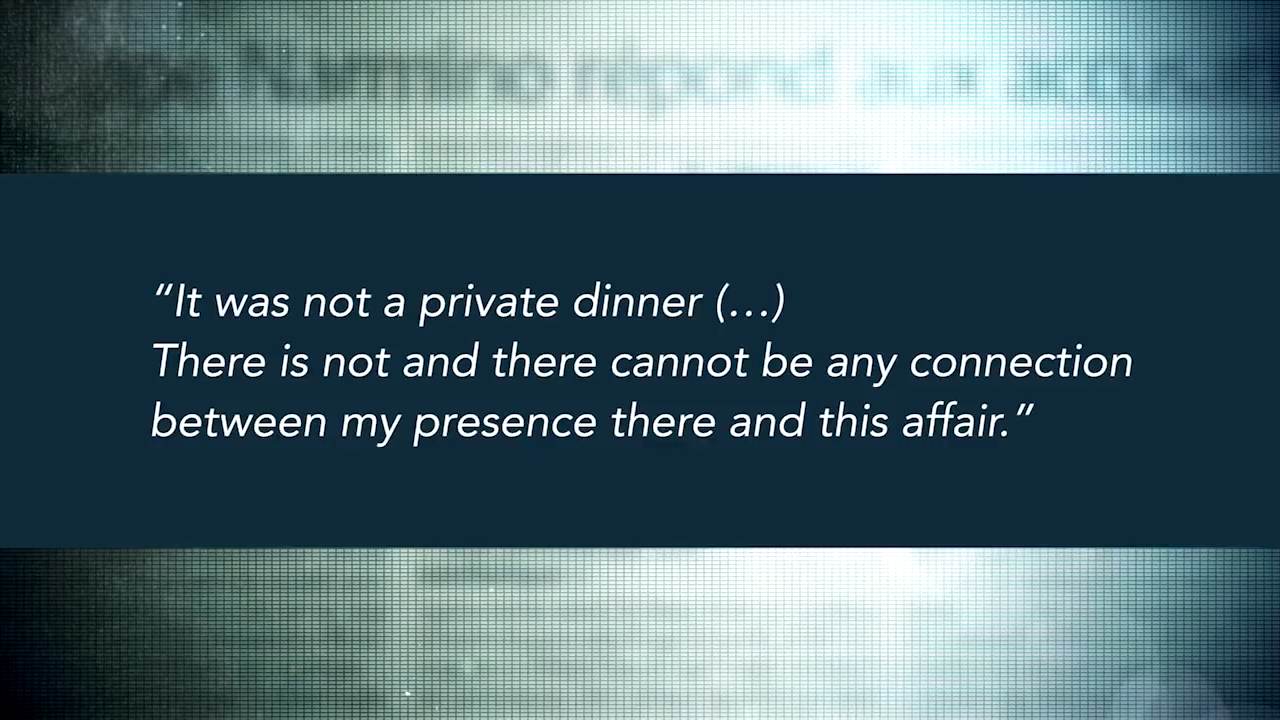 “It was not a private dinner (…)
There is not and there cannot be any connection
between my presence there and this affair.”